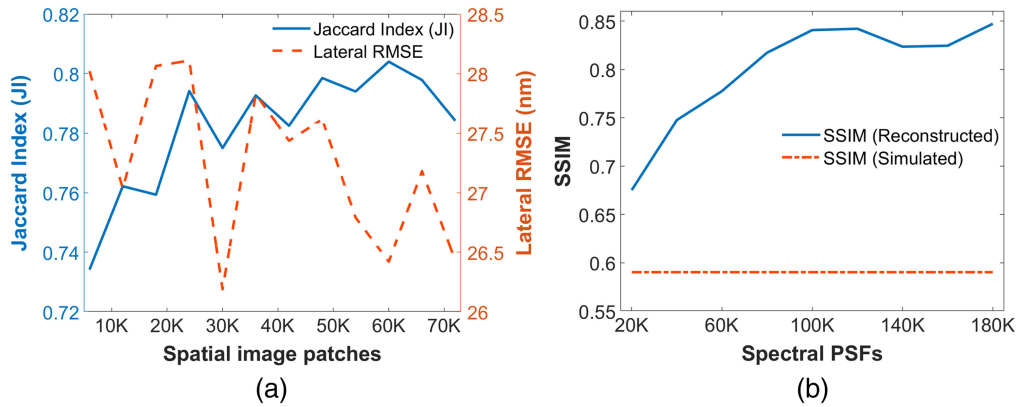 0.82
0.8
0.78
0.76
0.74
0.72
Jaccard Index (JI)
Jaccard Index (JI)
Lateral RMSE
28.5
28
27.5
27
26.5
26
Lateral RMSE (nm)
10K 20K 30K 40K 50K 60K 70K
Spatial image patches
(a)
0.85
0.8
0.75
0.7
0.65
0.6
0.55
SSIM
SSIM (Reconstructed)
SSIM (Simulated)
20K 60K 100K 140K 180K
Spectral PSFs
(b)